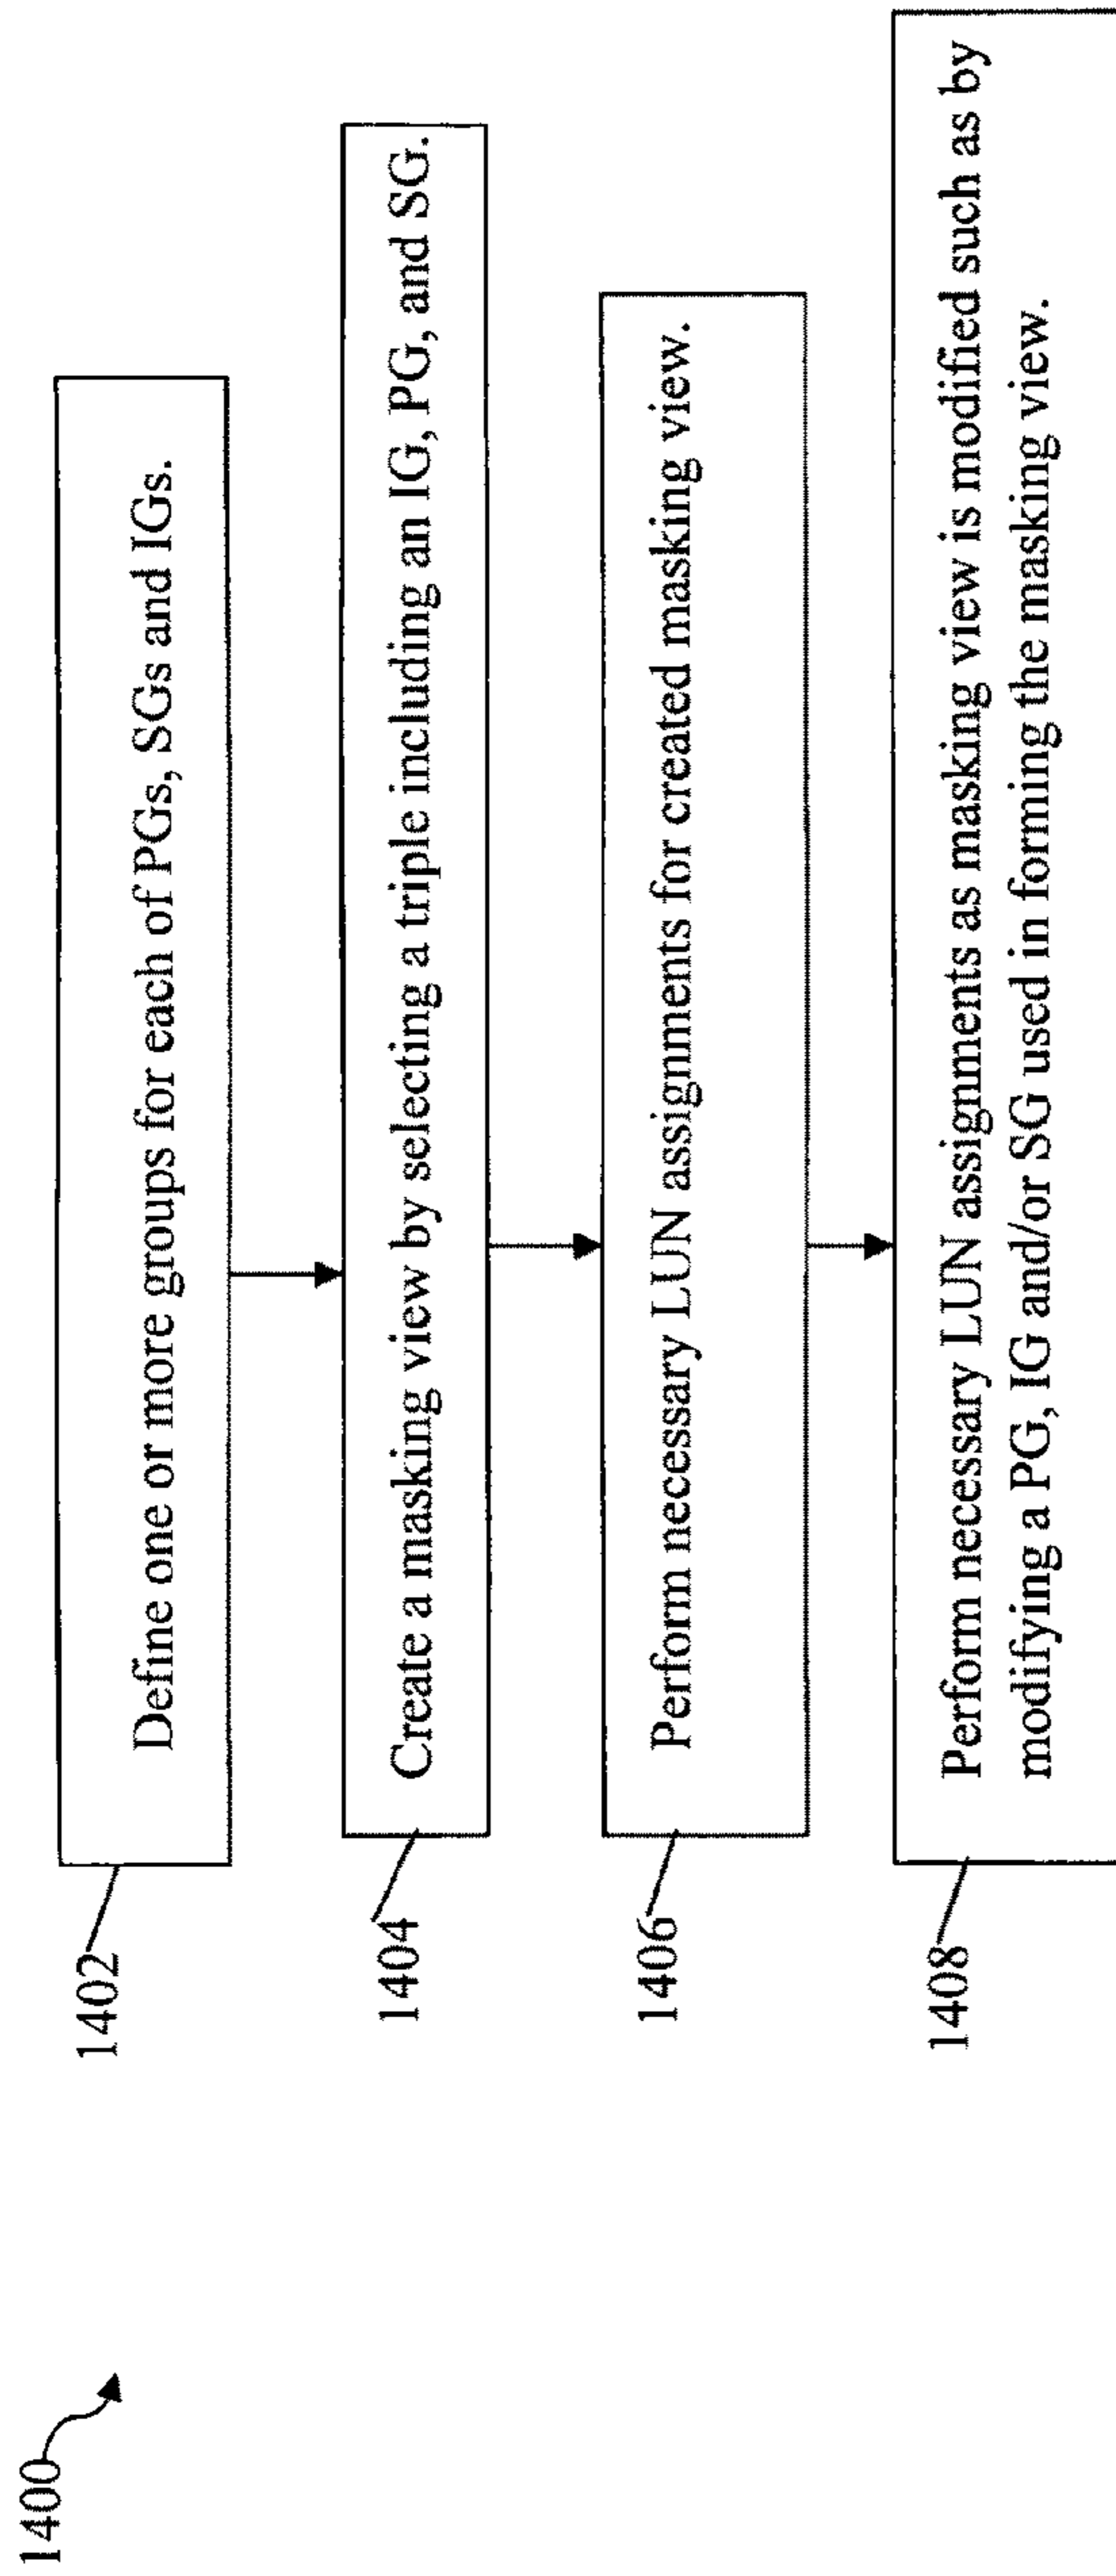 1400
1402
Define one or more groups for each of PGs, SGs and IGs.
1404
Create a masking view by selecting a triple including an IG, PG, and SG.
1406
Perform necessary LUN assignments for created masking view.
1408
Perform necessary LUN assignments as masking view is modified such as by
modifying a PG, IG and/or SG used in forming the masking view.